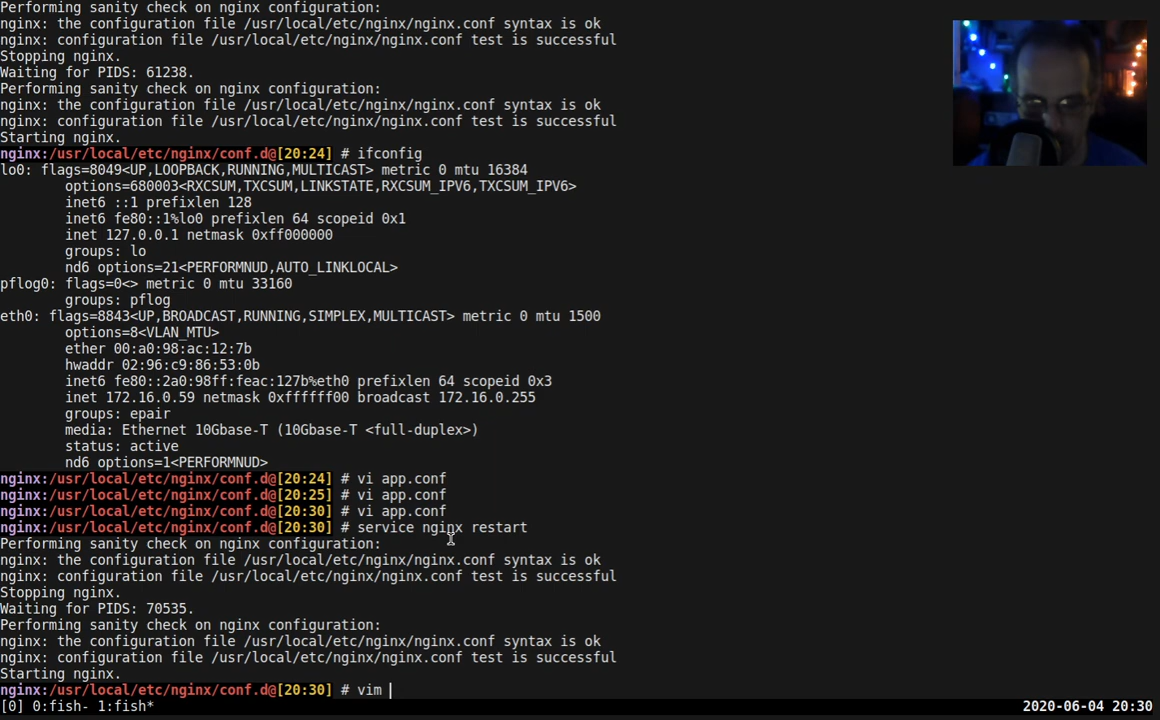 Performing sanity check on nginx configuration:
nginx: the configuration file /usr/local/etc/nginx/nginx.conf syntax is ok
nginx: configuration file /usr/local/etc/nginx/nginx.conf test is successful
Stopping nginx.
Waiting for PIDS: 61238.
Performing sanity check on nginx configuration:
nginx: the configuration file /usr/local/etc/nginx/nginx.conf syntax is ok
nginx: configuration file /usr/local/etc/nginx/nginx.conf test is successful
Starting nginx.
nginx:/usr/local/etc/nginx/conf.d@[20:24] # ifconfig
lo0: flags=8049<UP,LOOPBACK,RUNNING,MULTICAST> metric 0 mtu 16384
options=680003<RXCSUM,TXCSUM,LINKSTATE,RXCSUM_IPV6,TXCSUM_IPV6>
inet6 ::1 prefixlen 128
inet6 fe80::1%lo0 prefixlen 64 scopeid 0x1
inet 127.0.0.1 netmask 0xff000000
groups: lo
nd6 options=21<PERFORMNUD,AUTO_LINKLOCAL>
pflog0: flags=0<> metric 0 mtu 33160
groups: pflog
eth0: flags=8843<UP,BROADCAST,RUNNING,SIMPLEX,MULTICAST> metric 0 mtu 1500
options=8<VLAN_MTU>
ether 00:a0:98:ac:12:7b
hwaddr 02:96:c9:86:53:0b
inet6 fe80::2a0:98ff:feac:127b%eth0 prefixlen 64 scopeid 0x3
inet 172.16.0.59 netmask 0xffffff00 broadcast 172.16.0.255
groups: epair
media: Ethernet 10Gbase-T (10Gbase-T <full-duplex>)
status: active
nd6 options=1<PERFORMNUD>
nginx:/usr/local/etc/nginx/conf.d@[20:24] # vi app.conf
nginx:/usr/local/etc/nginx/conf.d@[20:25] # vi app.conf
nginx:/usr/local/etc/nginx/conf.d@[20:30] # vi app.conf
nginx:/usr/local/etc/nginx/conf.d@[20:30] # service nginx restart
Performing sanity check on nginx configuration:
nginx: the configuration file /usr/local/etc/nginx/nginx.conf syntax is ok
nginx: configuration file /usr/local/etc/nginx/nginx.conf test is successful
Stopping nginx.
Waiting for PIDS: 70535.
Performing sanity check on nginx configuration:
nginx: the configuration file /usr/local/etc/nginx/nginx.conf syntax is ok
nginx: configuration file /usr/local/etc/nginx/nginx.conf test is successful
Starting nginx.
nginx:/usr/local/etc/nginx/conf.d@[20:30] # vim
[0] 0:fish- 1:fish* 2020-06-04 20:30